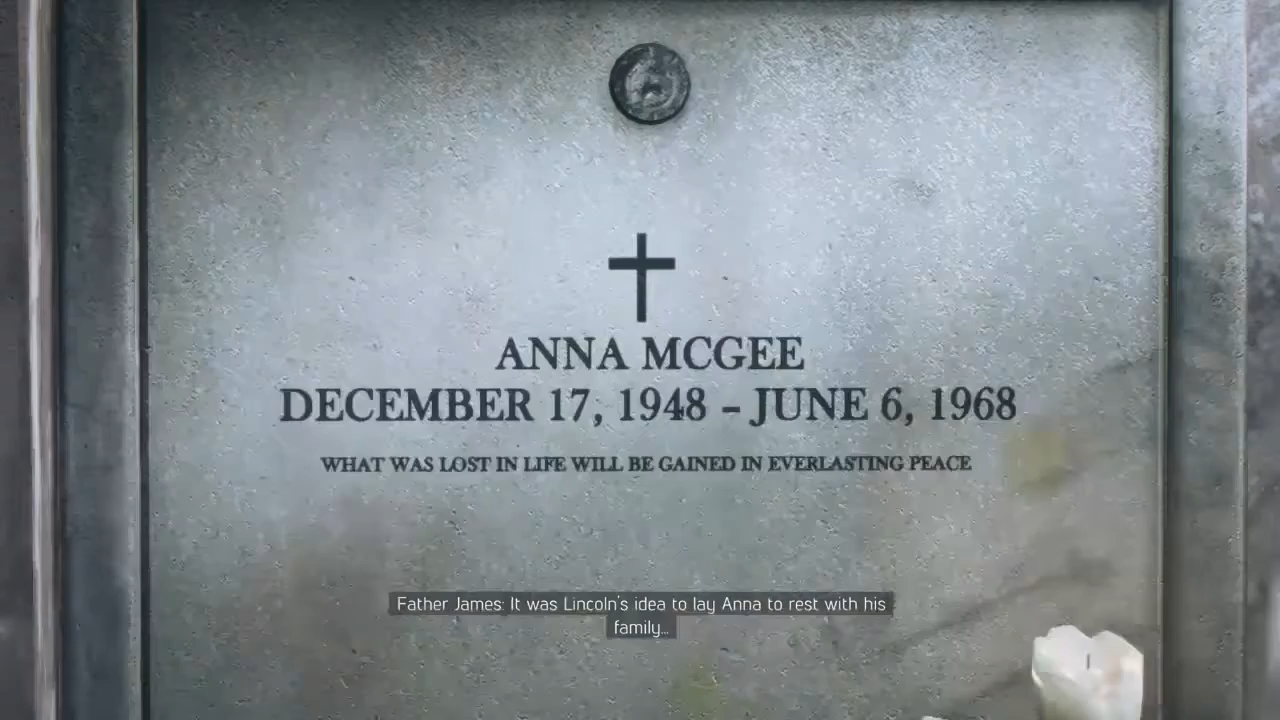 ANNA MCGEE
DECEMBER 17, 1948 – JUNE 6, 1968
WHAT WAS LOST IN LIFE WILL BE GAINED IN EVERLASTING PEACE
Father James: It was Lincoln's idea to lay Anna to rest with his
family...